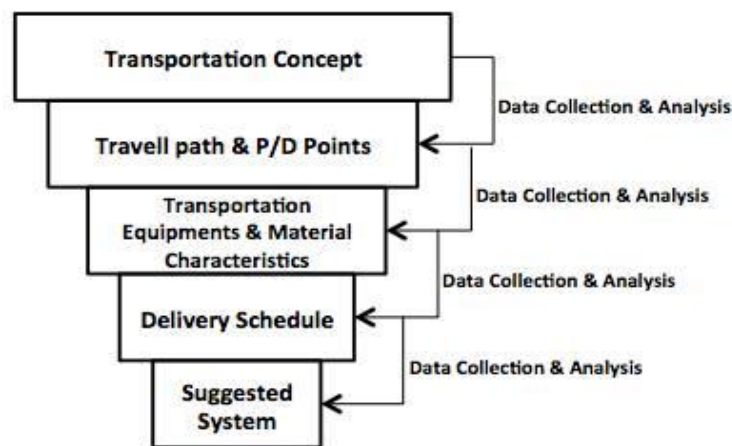 Transportation Concept
Data Collection & Analysis
Travell path & P/D Points
Data Collection & Analysis
Transportation
Equipments & Material
Characteristics
Data Collection & Analysis
Delivery Schedule
Data Collection & Analysis
Suggested
System